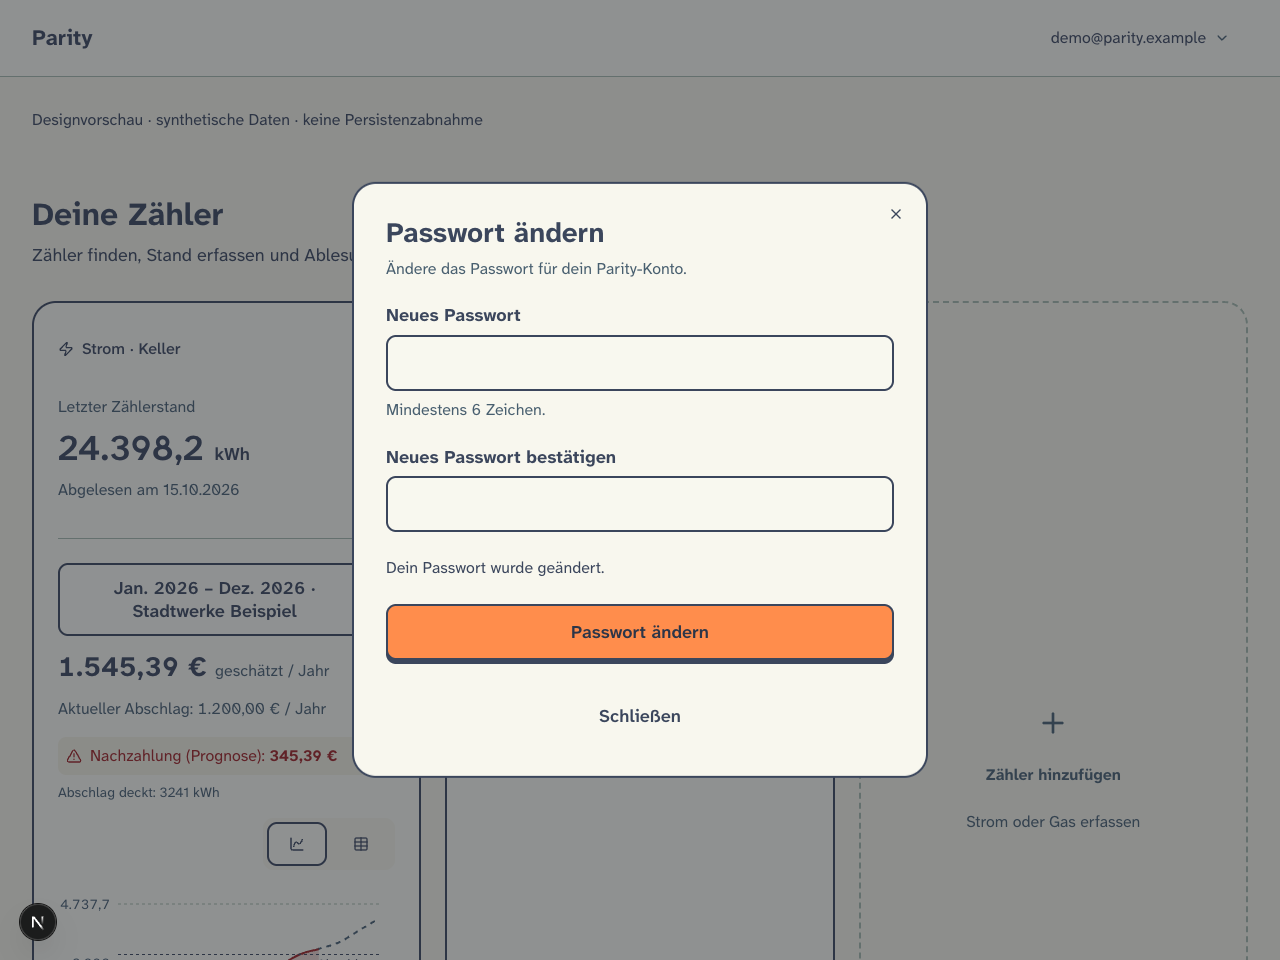 Parity
demo@parity.example
Designvorschau · synthetische Daten · keine Persistenzabnahme
Deine Zähler
Zähler finden, Stand erfassen und
Strom · Keller
Letzter Zählerstand
24.398,2 kWh
Abgelesen am 15.10.2026
Jan. 2026 – Dez. 2026 ·
Stadtwerke Beispiel
1.545,39 € geschätzt / Jahr
Aktueller Abschlag: 1.200,00 € / Jahr
Nachzahlung (Prognose): 345,39 €
Abschlag deckt: 3241 kWh
4.737,7
Passwort ändern
Ändere das Passwort für dein Parity-Konto.
Neues Passwort
Mindestens 6 Zeichen.
Neues Passwort bestätigen
Dein Passwort wurde geändert.
Passwort ändern
Schließen
Zähler hinzufügen
Strom oder Gas erfassen
N